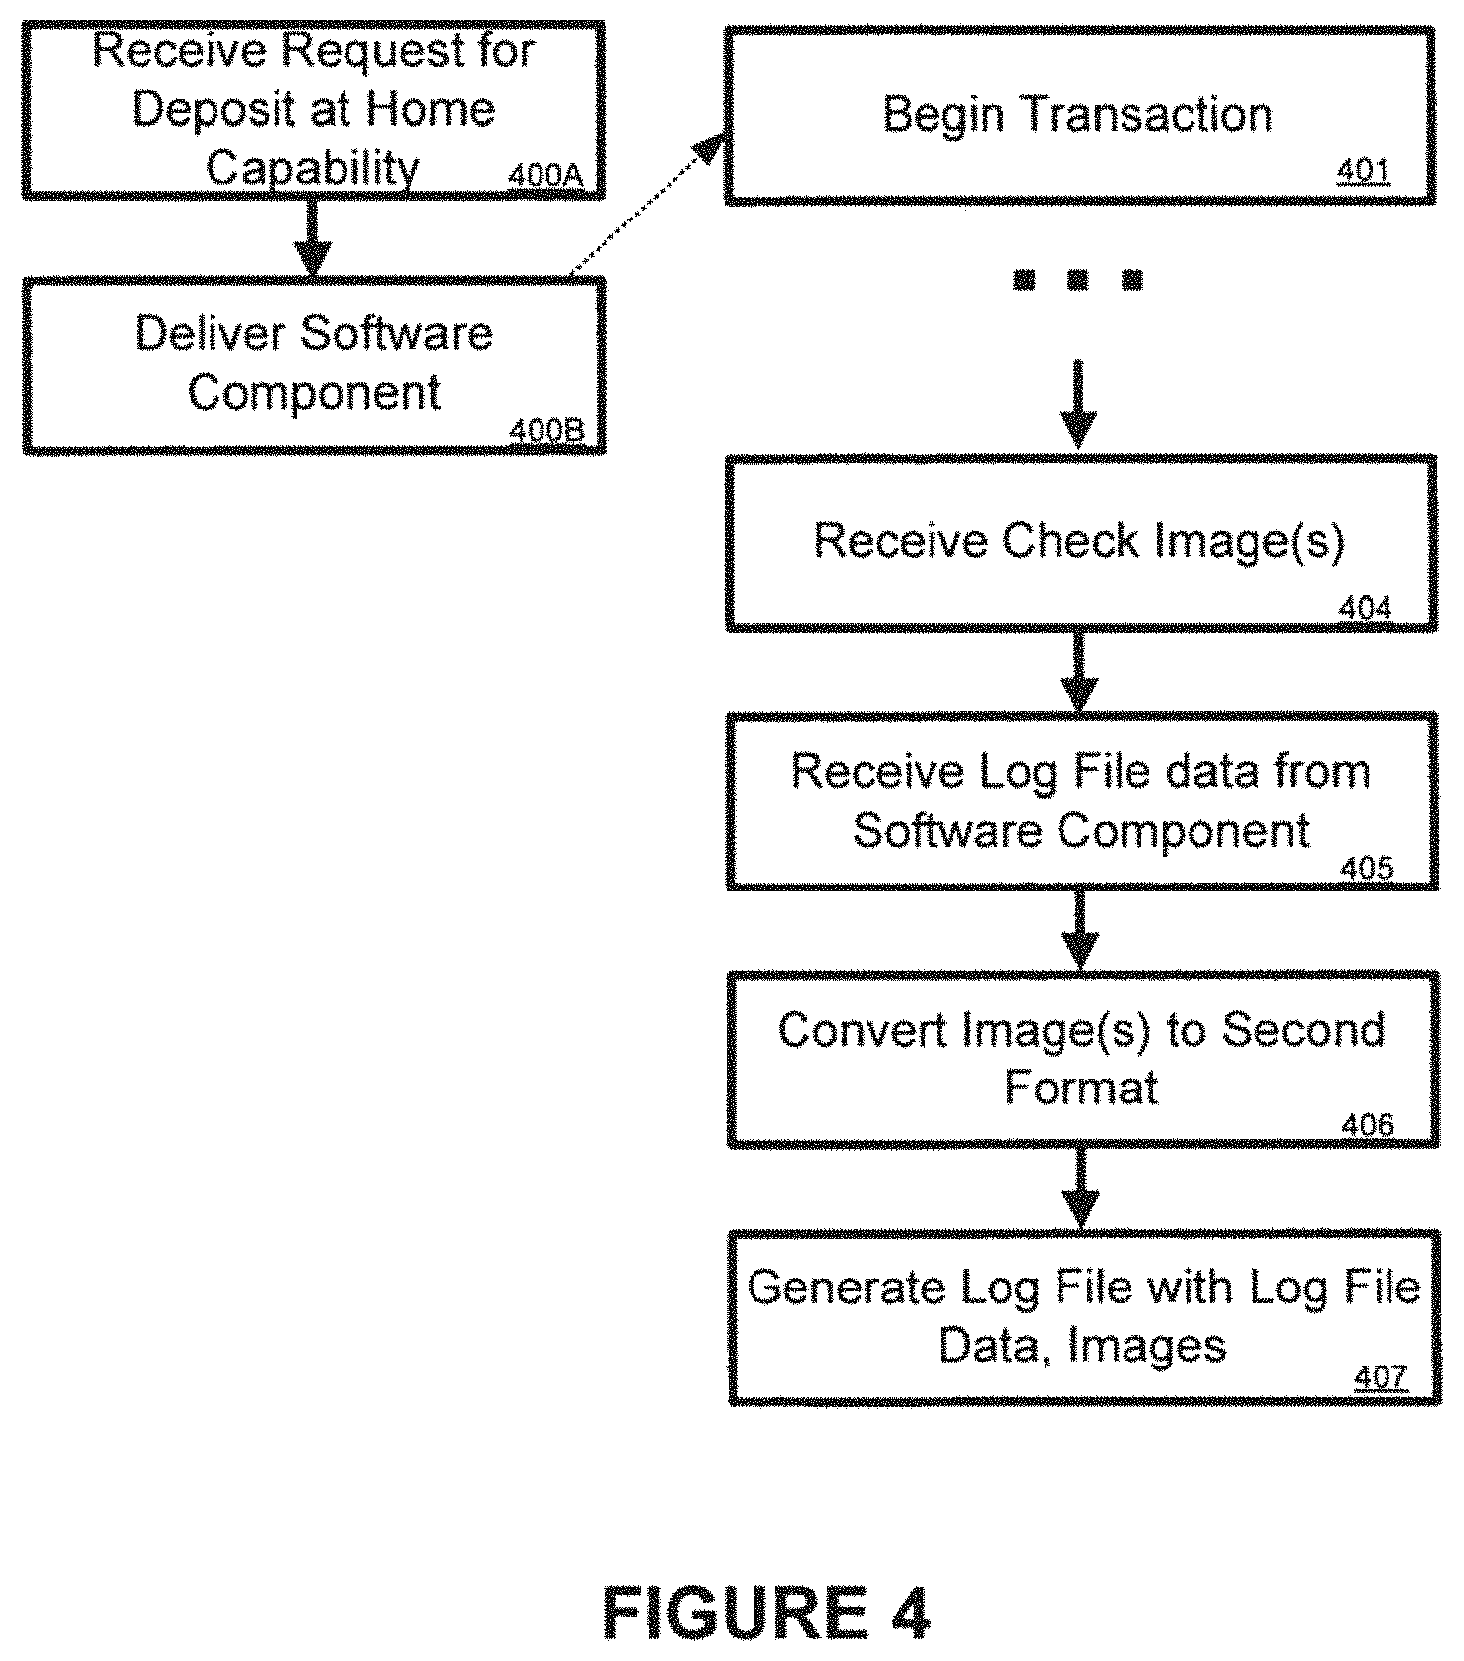 Receive Request for
Deposit at Home
Capability
400A
Deliver Software
Component
400B
Begin Transaction
401
Receive Check Image(s)
404
Receive Log File data from
Software Component
405
Convert Image(s) to Second
Format
406
Generate Log File with Log File
Data, Images
407
FIGURE 4